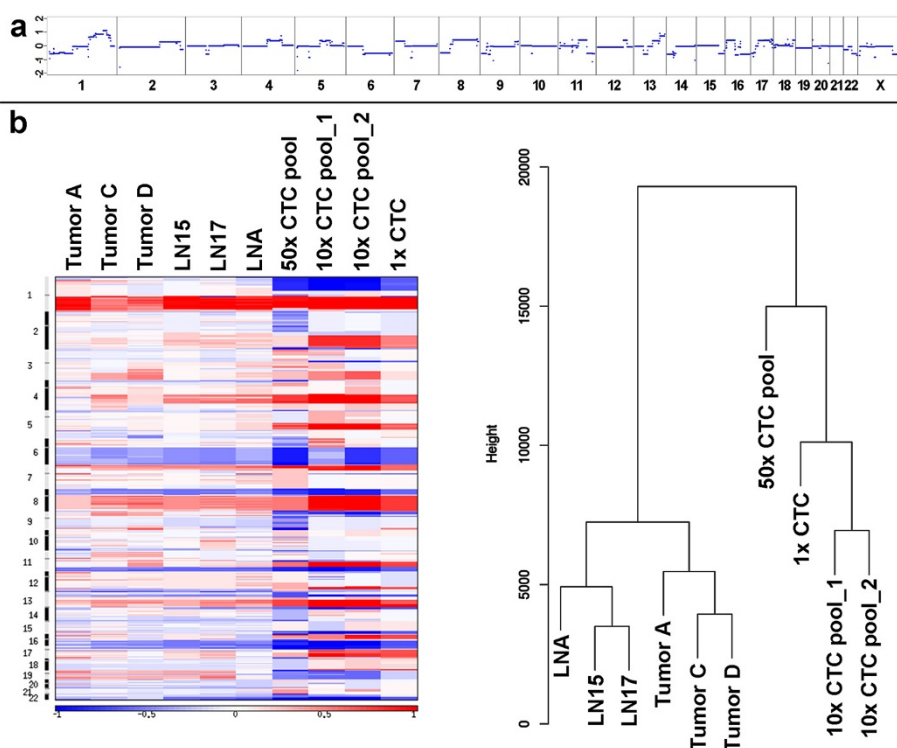 a
2
1
0
-1
-2
1 2 3 4 5 6 7 8 9 10 11 12 13 14 15 16 17 18 19 20 21 22 X
b
Tumor A
Tumor C
Tumor D
LN15
LN17
LNA
50x CTC pool
10x CTC pool_1
10x CTC pool_2
1x CTC
1
2
3
4
5
6
7
8
9
10
11
12
13
14
15
16
17
18
19
20
21
22
-1 -0.5 0 0.5 1
Height
20000
15000
10000
5000
0
50x CTC pool
1x CTC
10x CTC pool_1
10x CTC pool_2
LNA
LN15
LN17
Tumor A
Tumor C
Tumor D